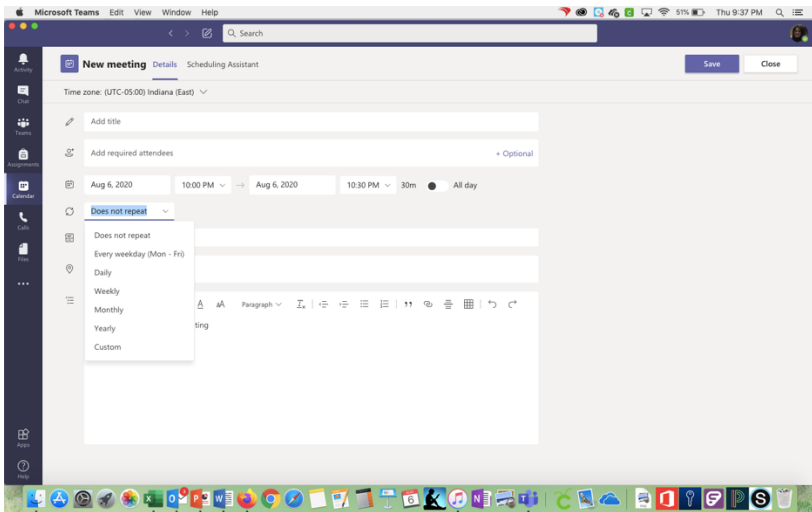 Microsoft Teams Edit View Window Help 51% Thu 9:37 PM
Search
Activity
Chat
Teams
Assignments
Calendar
Calls
Files
Apps
Help
New meeting Details Scheduling Assistant Save Close
Time zone: (UTC-05:00) Indiana (East)
Add title
Add required attendees + Optional
Aug 6, 2020 10:00 PM → Aug 6, 2020 10:30 PM 30m All day
Does not repeat
Does not repeat
Every weekday (Mon - Fri)
Daily
Weekly
Monthly
Yearly
Custom
A AA Paragraph
ting
6